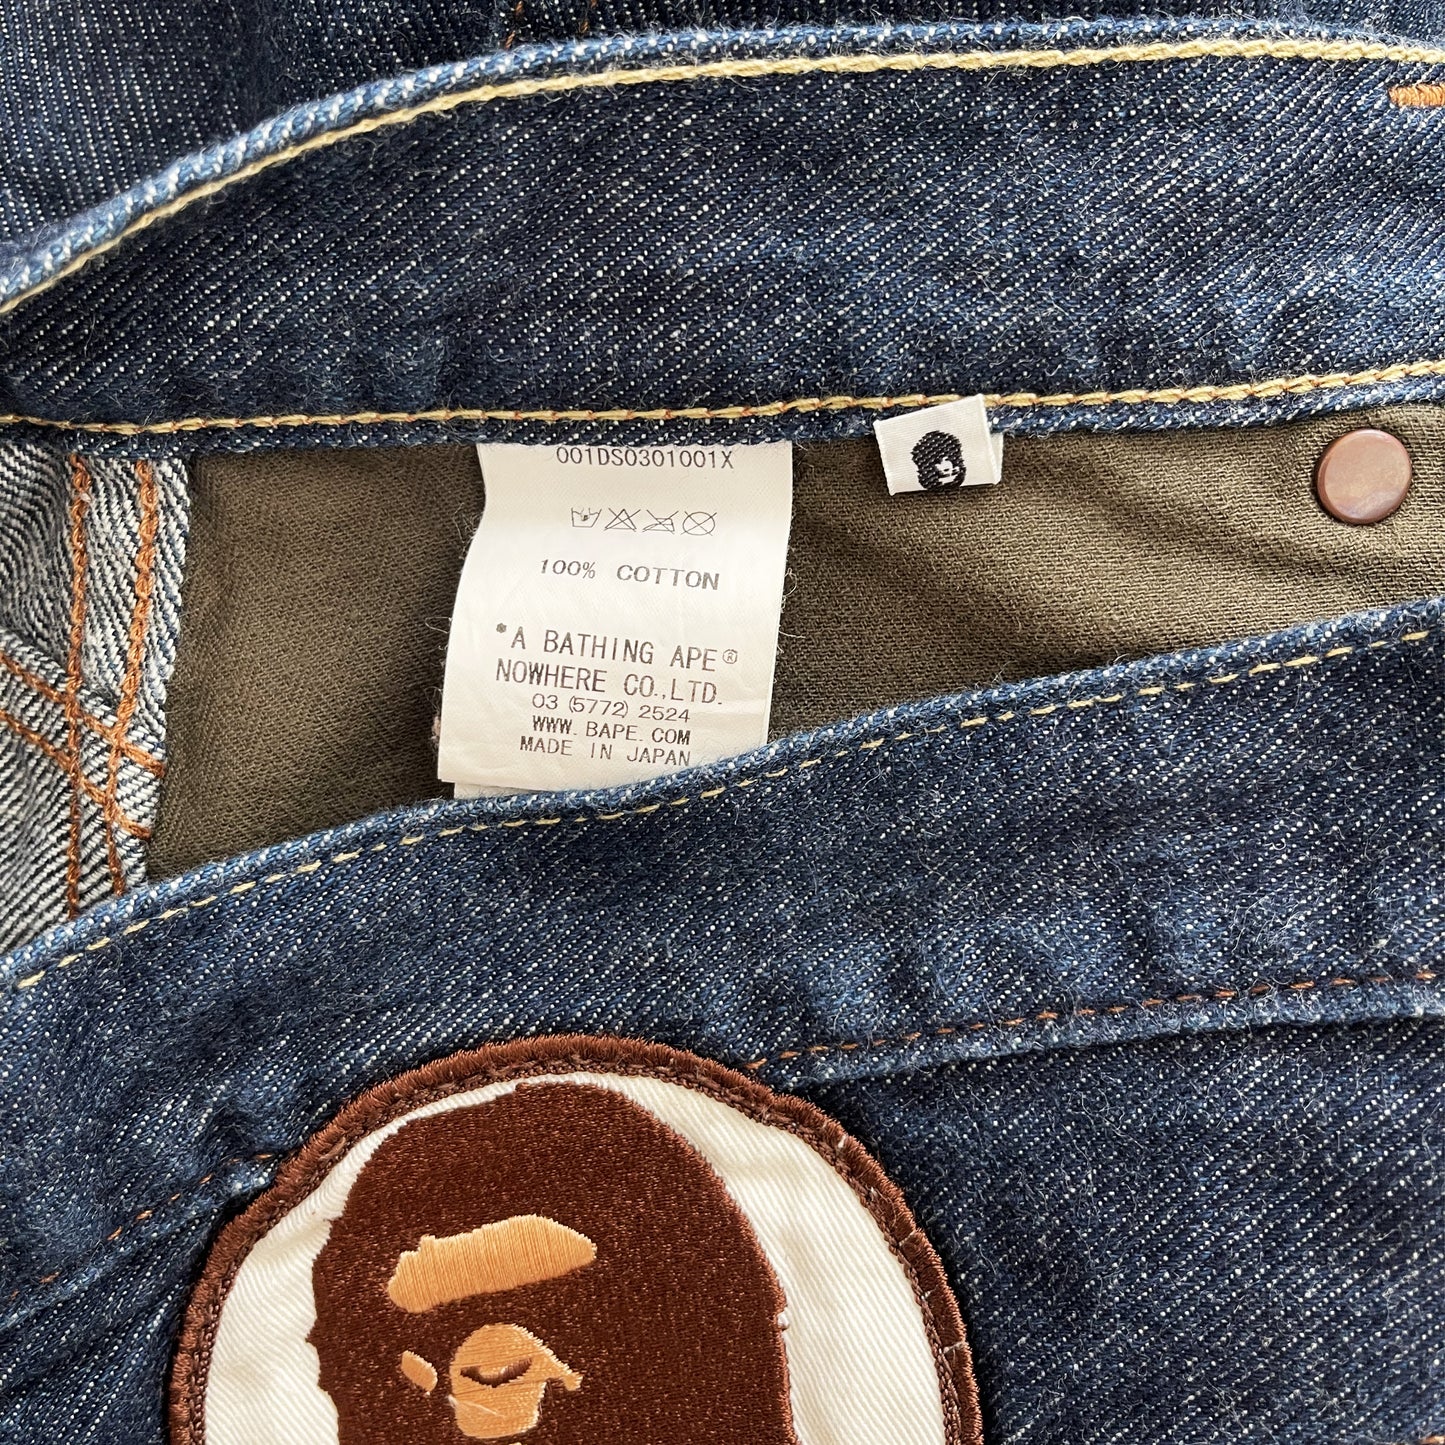 001DS0301001X
100% COTTON
*A BATHING APE®
NOWHERE CO.,LTD.
03 (5772) 2524
WWW. BAPE. COM
MADE IN JAPAN